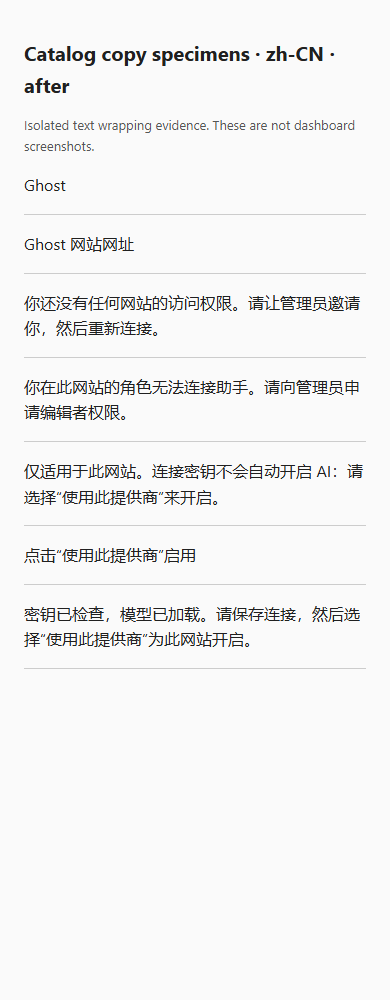 Catalog copy specimens · zh-CN ·
after
Isolated text wrapping evidence. These are not dashboard
screenshots.
Ghost
Ghost 网站网址
你还没有任何网站的访问权限。请让管理员邀请
你，然后重新连接。
你在此网站的角色无法连接助手。请向管理员申
请编辑者权限。
仅适用于此网站。连接密钥不会自动开启 AI：请
选择“使用此提供商”来开启。
点击“使用此提供商”启用
密钥已检查，模型已加载。请保存连接，然后选
择“使用此提供商”为此网站开启。